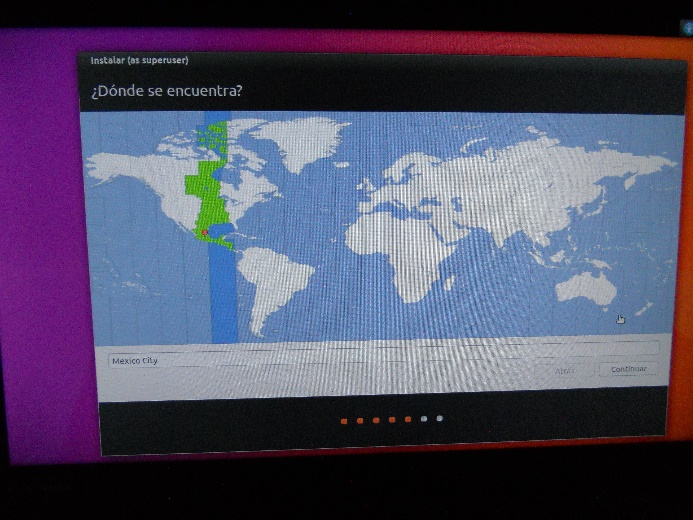 Instalar (as superuser)
¿Dónde se encuentra?
Mexico City
Atrás
Continuar